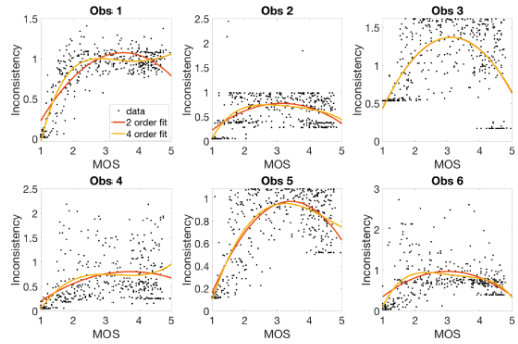 Obs 1
Inconsistency
1.5
1
0.5
0
data
2 order fit
4 order fit
1 2 3 4 5
MOS
Obs 2
Inconsistency
2.5
2
1.5
1
0.5
0
1 2 3 4 5
MOS
Obs 3
Inconsistency
1.5
1
0.5
0
1 2 3 4 5
MOS
Obs 4
Inconsistency
2.5
2
1.5
1
0.5
0
1 2 3 4 5
MOS
Obs 5
Inconsistency
1
0.8
0.6
0.4
0.2
0
1 2 3 4 5
MOS
Obs 6
Inconsistency
3
2
1
0
1 2 3 4 5
MOS